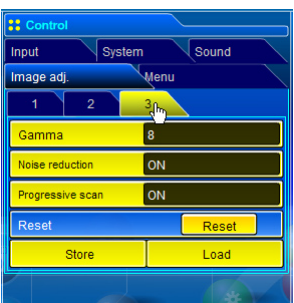 Control
Input System Sound
Image adj. Menu
1 2 3
Gamma 8
Noise reduction ON
Progressive scan ON
Reset Reset
Store Load